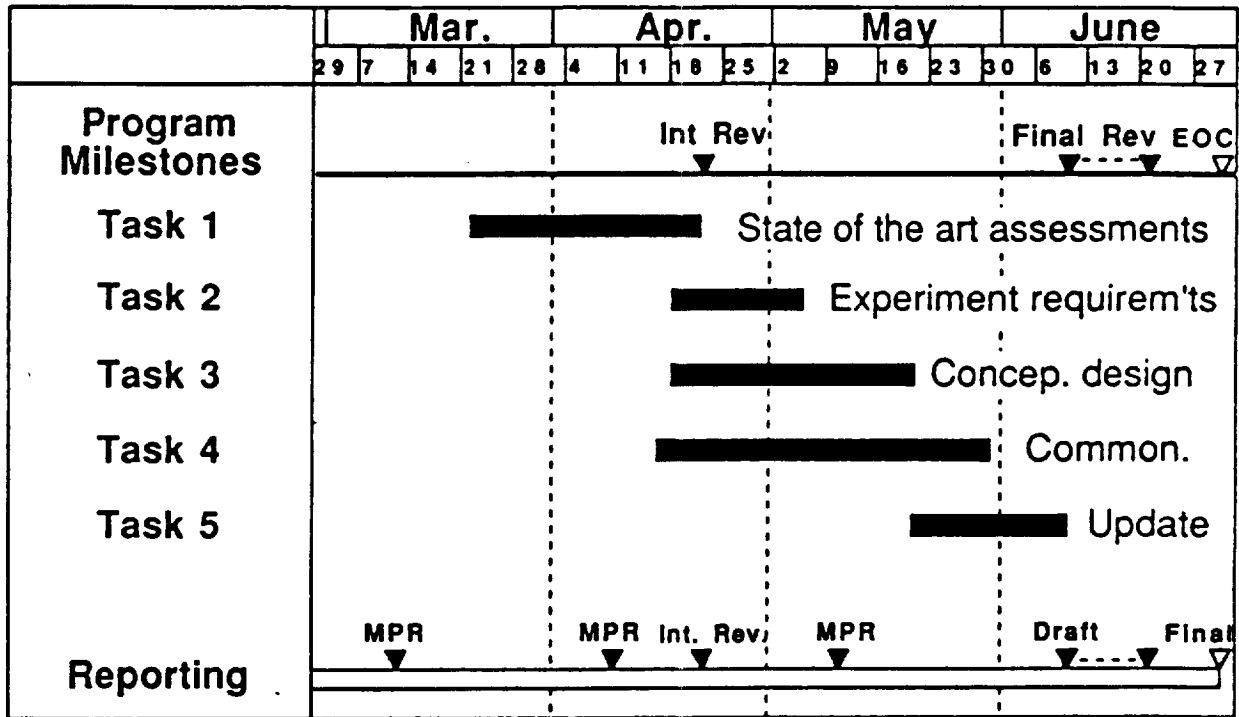 Mar. Apr. May June
29 7 14 21 28 4 11 18 25 2 9 16 23 30 6 13 20 27
Program
Milestones
Int Rev Final Rev EOC
Task 1 State of the art assessments
Task 2 Experiment requirem'ts
Task 3 Concep. design
Task 4 Common.
Task 5 Update
MPR MPR Int. Rev. MPR Draft Final
Reporting